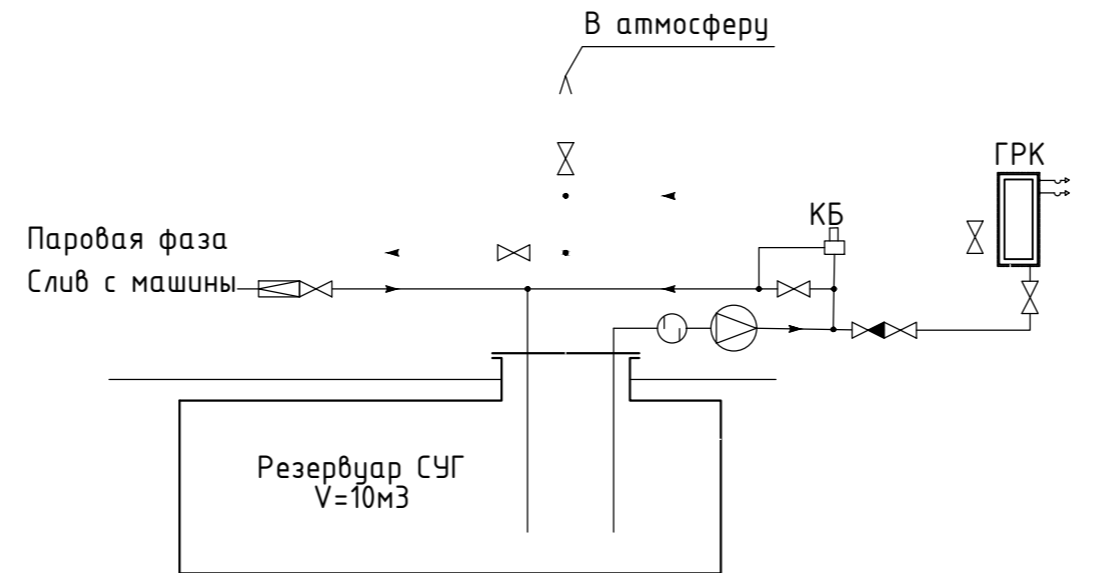 В атмосферу
ГРК
КБ
Паровая фаза
Слив с машины
Резервуар СУГ
V=10м3